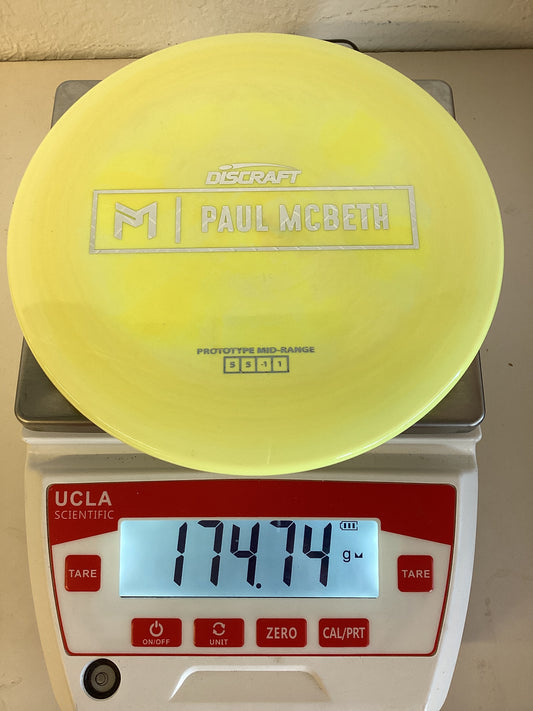 DISCRAFT
M | PAUL MCBETH
PROTOTYPE MID-RANGE
5 5 -1 1
UCLA
SCIENTIFIC
174.74 g
TARE
TARE
ON/OFF
UNIT
ZERO
CAL/PRT